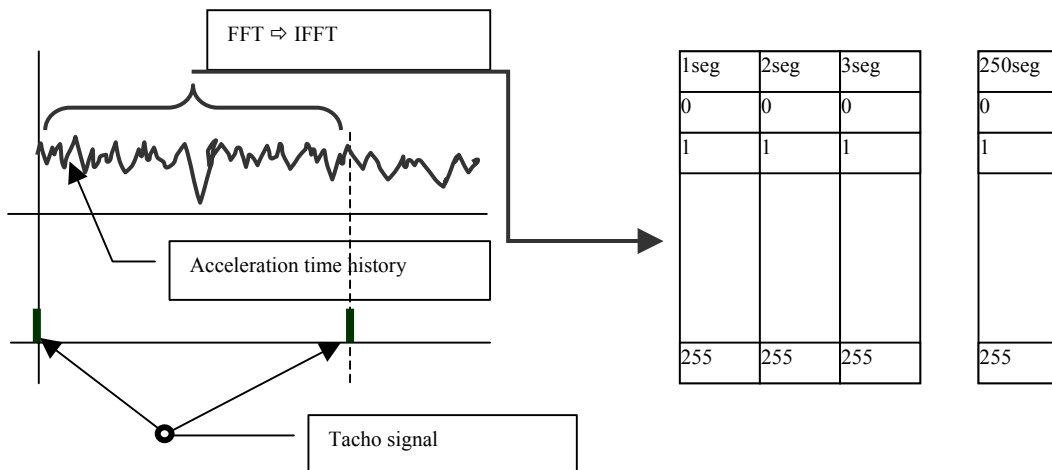 FFT ⇨ IFFT
1seg 2seg 3seg 250seg
0 0 0 0
1 1 1 1
255 255 255 255
Acceleration time history
Tacho signal